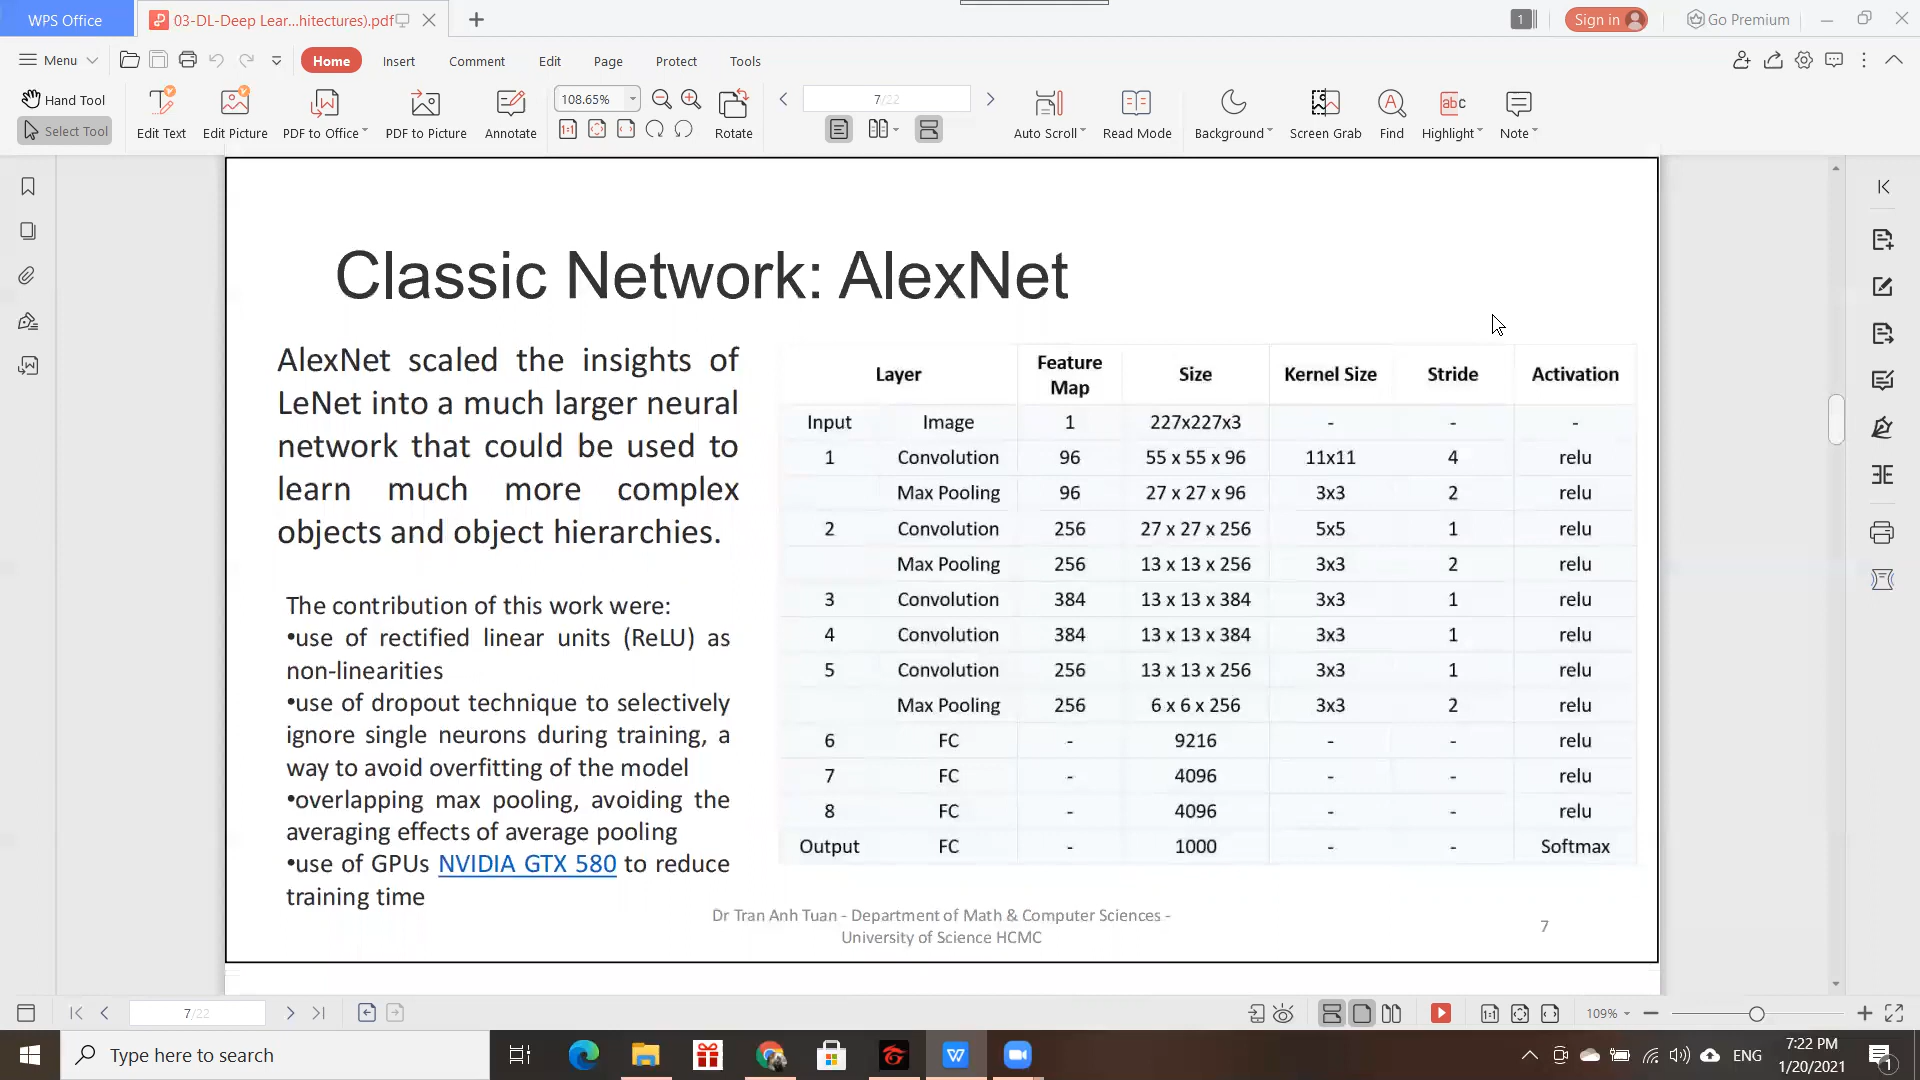 WPS Office
03-DL-Deep Lear...hitectures).pdf
1
Sign in
Go Premium
Menu
Home
Insert
Comment
Edit
Page
Protect
Tools
Hand Tool
Select Tool
Edit Text
Edit Picture
PDF to Office
PDF to Picture
Annotate
108.65%
Rotate
7/22
Auto Scroll
Read Mode
Background
Screen Grab
Find
Highlight
Note
Classic Network: AlexNet
AlexNet scaled the insights of
LeNet into a much larger neural
network that could be used to
learn much more complex
objects and object hierarchies.
The contribution of this work were:
•use of rectified linear units (ReLU) as
non-linearities
•use of dropout technique to selectively
ignore single neurons during training, a
way to avoid overfitting of the model
•overlapping max pooling, avoiding the
averaging effects of average pooling
•use of GPUs NVIDIA GTX 580 to reduce
training time
Layer Feature Map Size Kernel Size Stride Activation
Input Image 1 227x227x3 - - -
1 Convolution 96 55 x 55 x 96 11x11 4 relu
Max Pooling 96 27 x 27 x 96 3x3 2 relu
2 Convolution 256 27 x 27 x 256 5x5 1 relu
Max Pooling 256 13 x 13 x 256 3x3 2 relu
3 Convolution 384 13 x 13 x 384 3x3 1 relu
4 Convolution 384 13 x 13 x 384 3x3 1 relu
5 Convolution 256 13 x 13 x 256 3x3 1 relu
Max Pooling 256 6 x 6 x 256 3x3 2 relu
6 FC - 9216 - - relu
7 FC - 4096 - - relu
8 FC - 4096 - - relu
Output FC - 1000 - - Softmax
Dr Tran Anh Tuan - Department of Math & Computer Sciences -
University of Science HCMC
7
7/22
109%
Type here to search
ENG
7:22 PM
1/20/2021
1